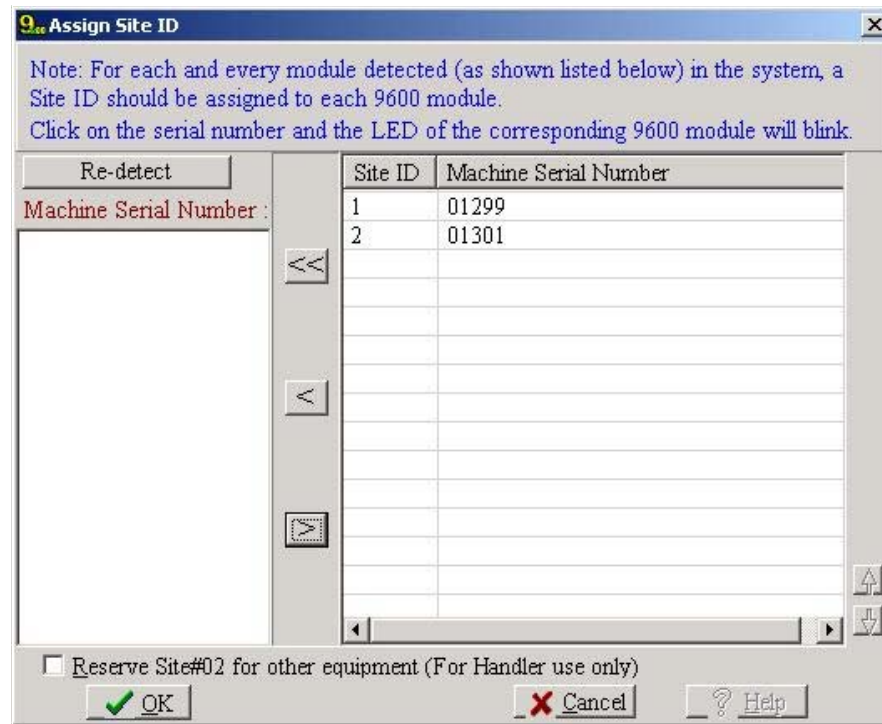 9600 Assign Site ID
Note: For each and every module detected (as shown listed below) in the system, a
Site ID should be assigned to each 9600 module.
Click on the serial number and the LED of the corresponding 9600 module will blink.
Re-detect
Machine Serial Number :
Site ID Machine Serial Number
1 01299
2 01301
<<
<
>
Reserve Site#02 for other equipment (For Handler use only)
OK Cancel ? Help